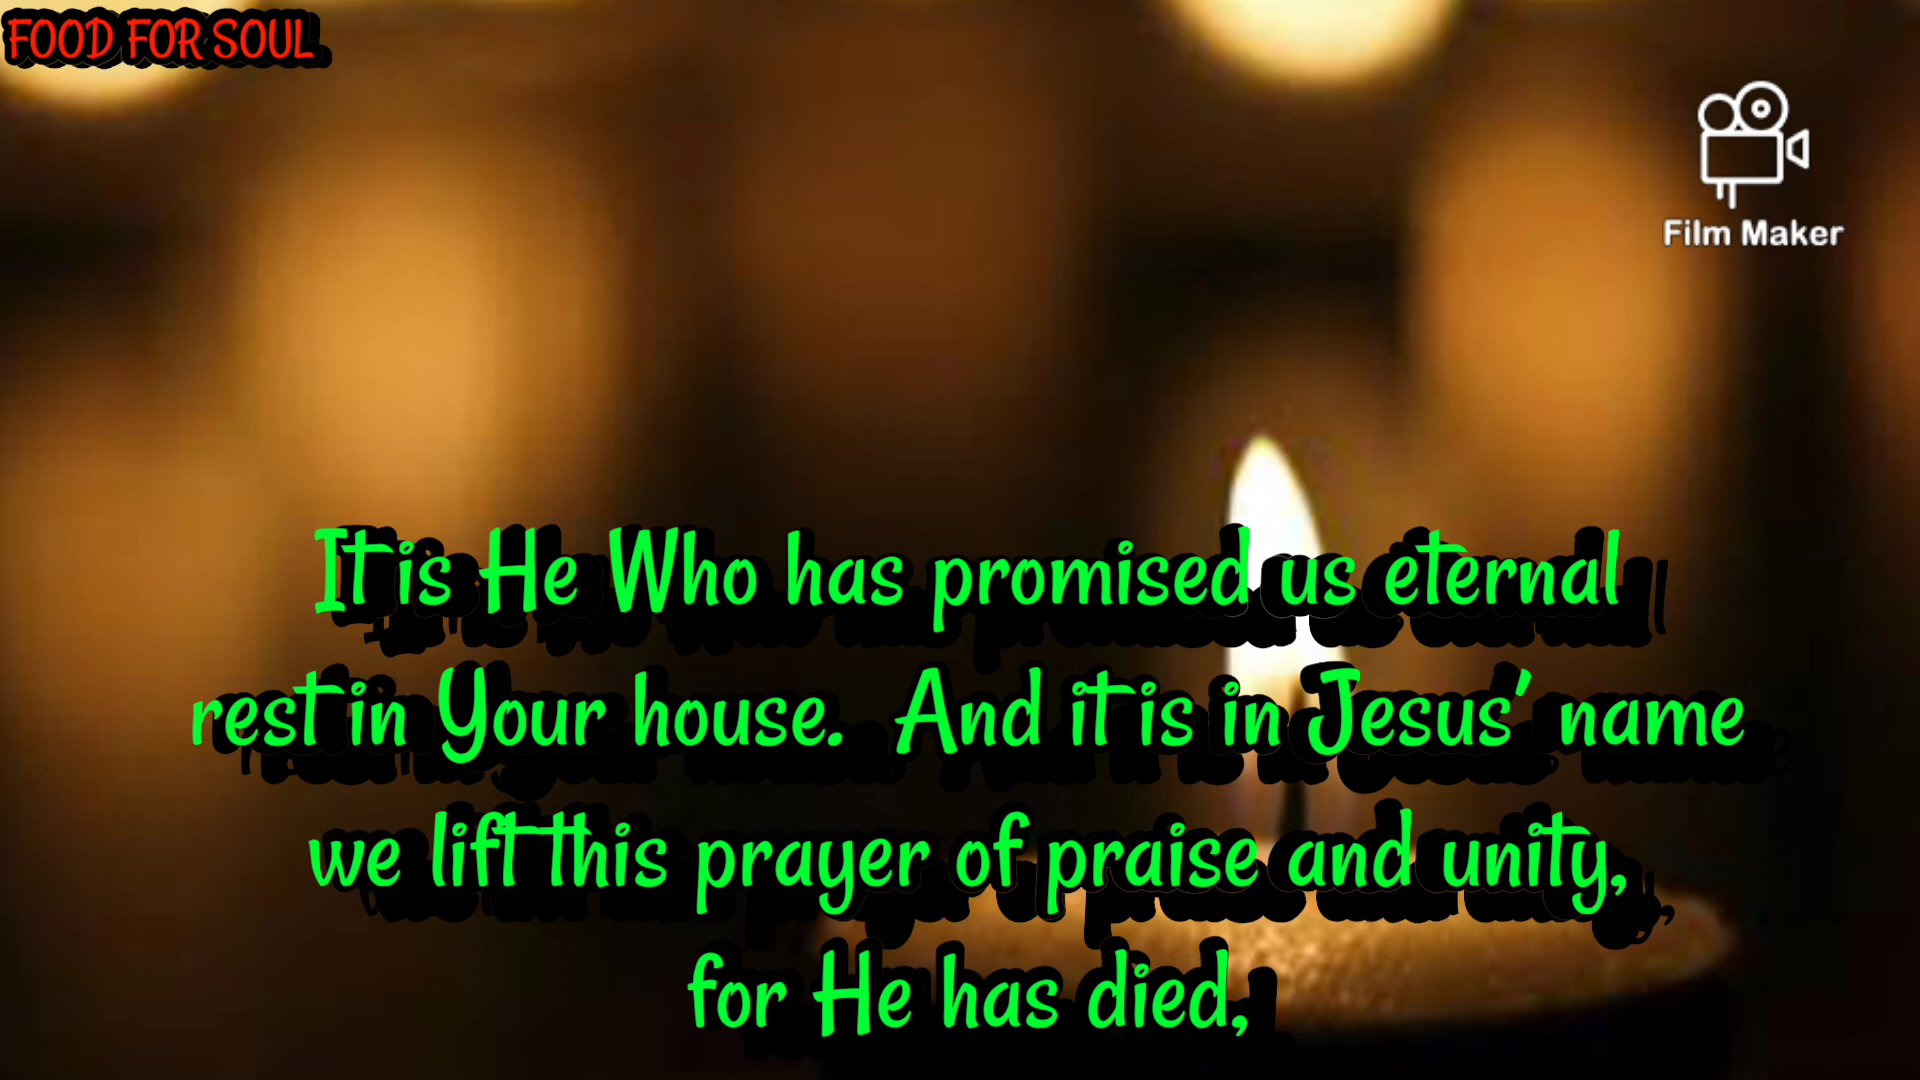 FOOD FOR SOUL
Film Maker
It is He Who has promised us eternal
rest in Your house. And it is in Jesus' name
we lift this prayer of praise and unity,
for He has died,